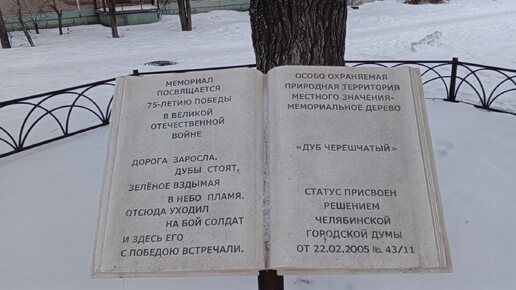 МЕМОРИАЛ
ПОСВЯЩАЕТСЯ
75-ЛЕТИЮ ПОБЕДЫ
В ВЕЛИКОЙ
ОТЕЧЕСТВЕННОЙ
ВОЙНЕ
ДОРОГА ЗАРОСЛА.
ДУБЫ СТОЯТ,
ЗЕЛЁНОЕ ВЗДЫМАЯ
В НЕБО ПЛАМЯ.
ОТСЮДА УХОДИЛ
НА БОЙ СОЛДАТ
И ЗДЕСЬ ЕГО
С ПОБЕДОЮ ВСТРЕЧАЛИ.
ОСОБО ОХРАНЯЕМАЯ
ПРИРОДНАЯ ТЕРРИТОРИЯ
МЕСТНОГО ЗНАЧЕНИЯ-
МЕМОРИАЛЬНОЕ ДЕРЕВО
«ДУБ ЧЕРЕШЧАТЫЙ»
СТАТУС ПРИСВОЕН
РЕШЕНИЕМ
ЧЕЛЯБИНСКОЙ
ГОРОДСКОЙ ДУМЫ
ОТ 22.02.2005 № 43/11